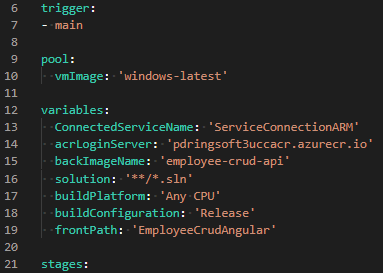 6 trigger:
7 - main
8
9 pool:
10   vmImage: 'windows-latest'
11
12 variables:
13   ConnectedServiceName: 'ServiceConnectionARM'
14   acrLoginServer: 'pdringsoft3uccacr.azurecr.io'
15   backImageName: 'employee-crud-api'
16   solution: '**/*.sln'
17   buildPlatform: 'Any CPU'
18   buildConfiguration: 'Release'
19   frontPath: 'EmployeeCrudAngular'
20
21 stages: